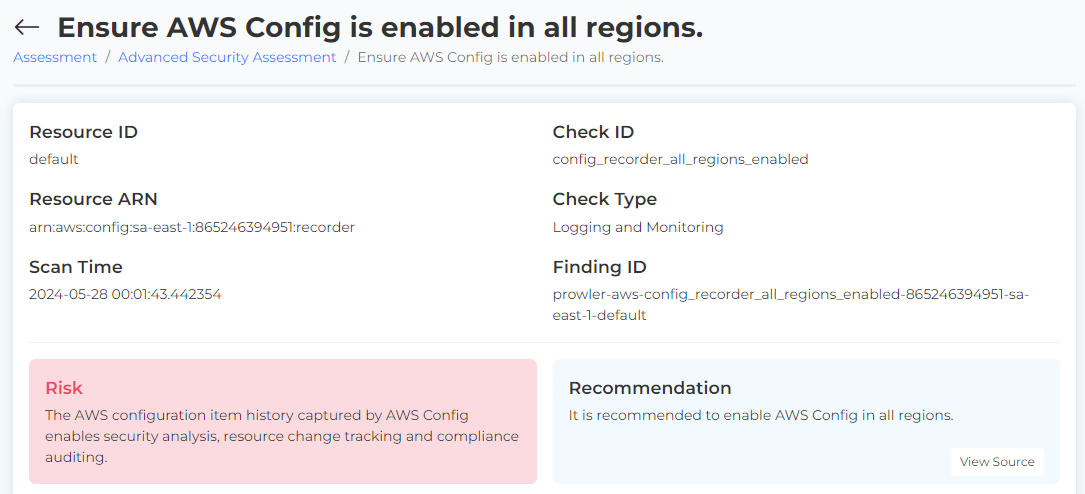 Ensure AWS Config is enabled in all regions.
Assessment / Advanced Security Assessment / Ensure AWS Config is enabled in all regions.
Resource ID
default
Check ID
config_recorder_all_regions_enabled
Resource ARN
arn:aws:config:sa-east-1:865246394951:recorder
Check Type
Logging and Monitoring
Scan Time
2024-05-28 00:01:43.442354
Finding ID
prowler-aws-config_recorder_all_regions_enabled-865246394951-sa-
east-1-default
Risk
The AWS configuration item history captured by AWS Config
enables security analysis, resource change tracking and compliance
auditing.
Recommendation
It is recommended to enable AWS Config in all regions.
View Source